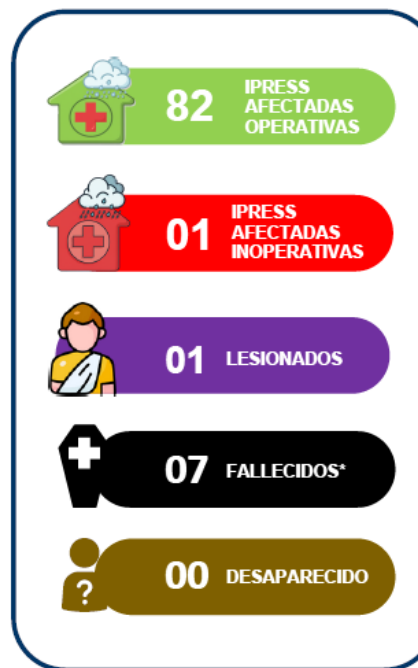 82
IPRESS
AFECTADAS
OPERATIVAS
01
IPRESS
AFECTADAS
INOPERATIVAS
01 LESIONADOS
07 FALLECIDOS*
?
00 DESAPARECIDO